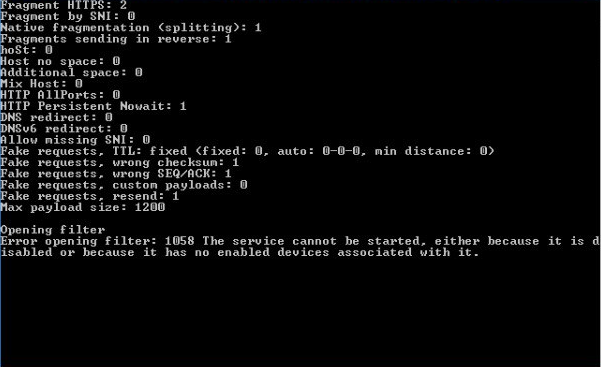 Fragment HTTPS: 2
Fragment by SNI: 0
Native fragmentation (splitting): 1
Fragments sending in reverse: 1
hoSt: 0
Host no space: 0
Additional space: 0
Mix Host: 0
HTTP AllPorts: 0
HTTP Persistent Nowait: 1
DNS redirect: 0
DNSv6 redirect: 0
Allow missing SNI: 0
Fake requests, TTL: fixed (fixed: 0, auto: 0-0-0, min distance: 0)
Fake requests, wrong checksum: 1
Fake requests, wrong SEQ/ACK: 1
Fake requests, custom payloads: 0
Fake requests, resend: 1
Max payload size: 1200
Opening filter
Error opening filter: 1058 The service cannot be started, either because it is d
isabled or because it has no enabled devices associated with it.